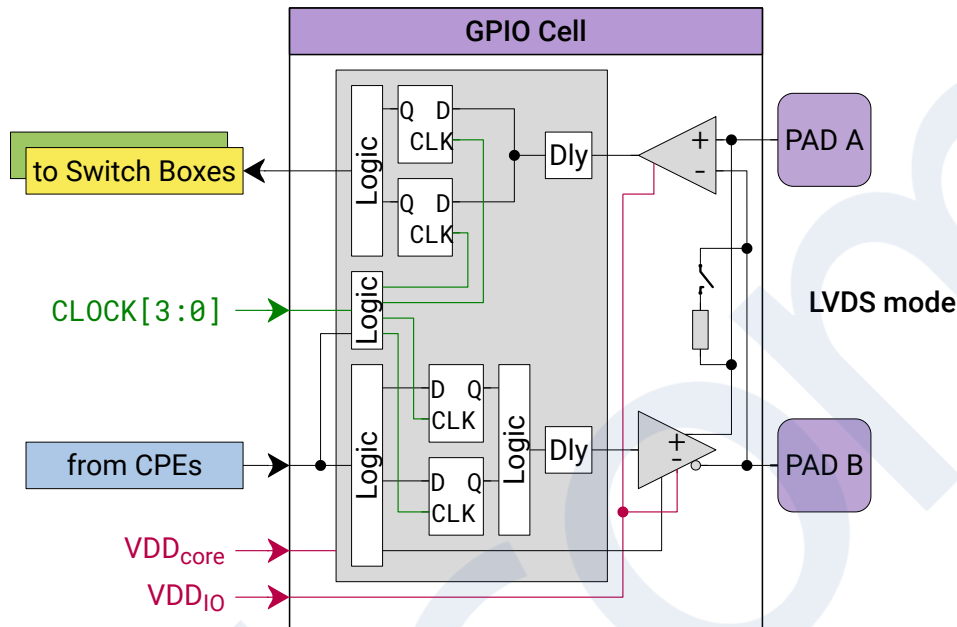 GPIO Cell
Logic
Q D
CLK
Dly
+
-
PAD A
to Switch Boxes
Q D
CLK
CLOCK[3:0]
Logic
LVDS mode
Logic
D Q
CLK
Logic
Dly
+
-
PAD B
from CPEs
D Q
CLK
VDDcore
VDDIO